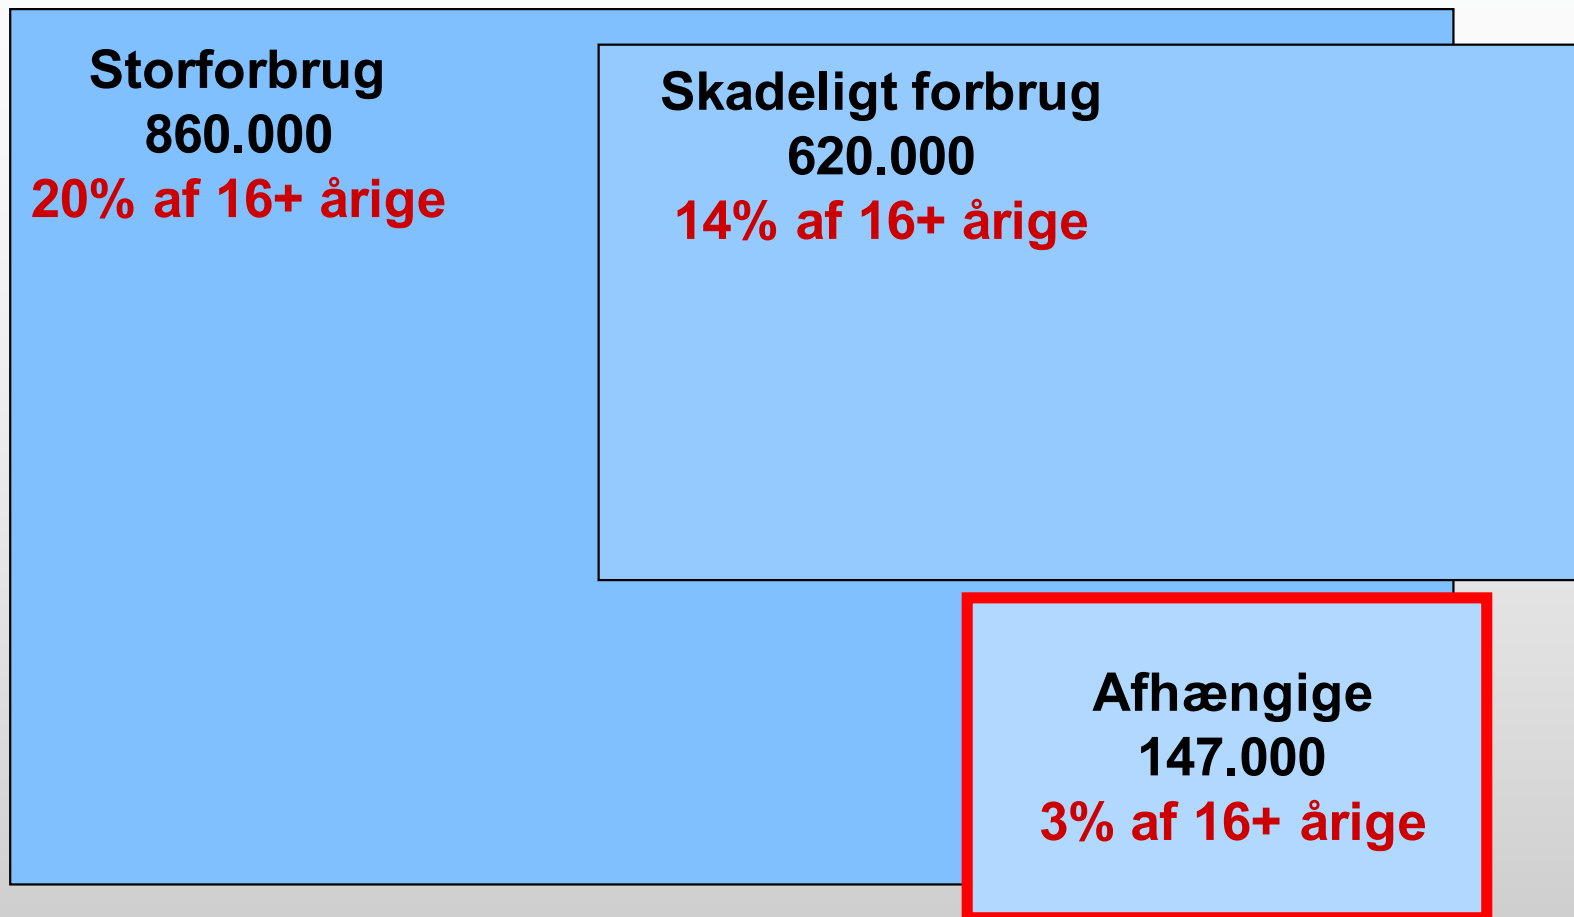 Storforbrug
860.000
20% af 16+ årige
Skadeligt forbrug
620.000
14% af 16+ årige
Afhængige
147.000
3% af 16+ årige